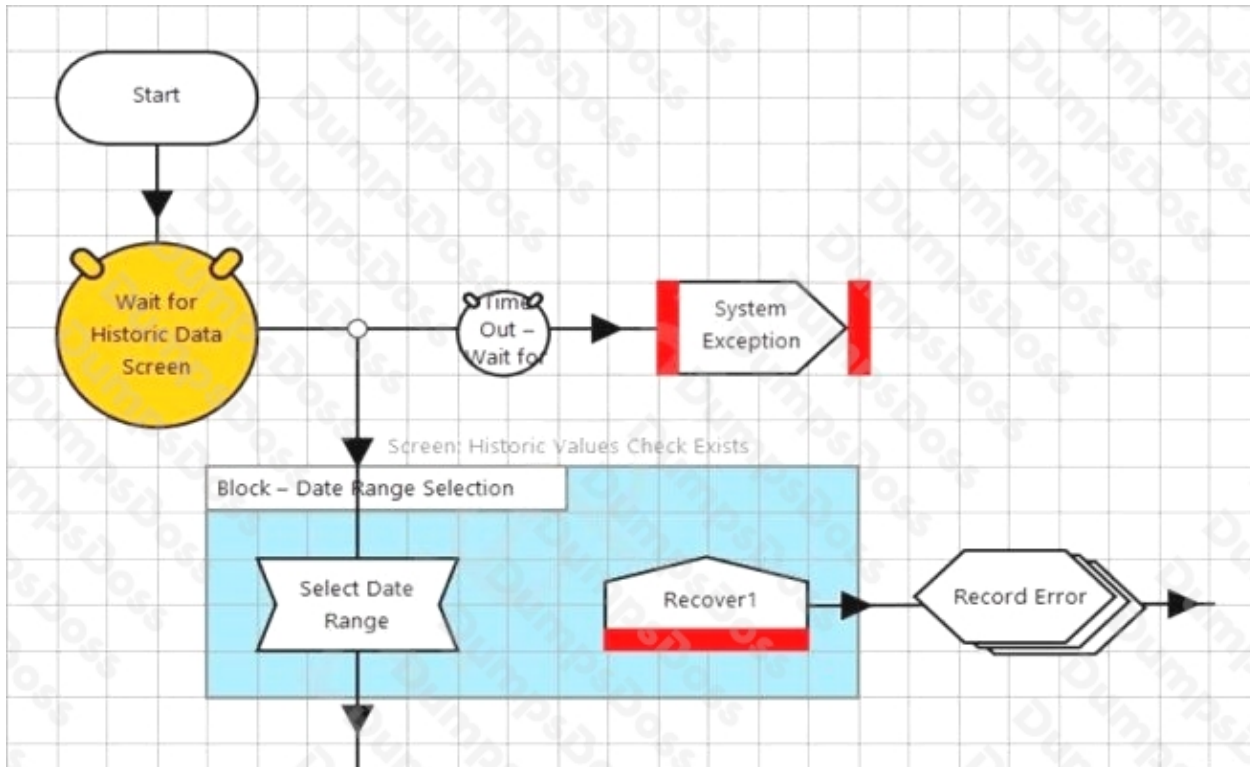 Start
Wait for
Historic Data
Screen
Time
Out –
Wait for
System
Exception
Screen: Historic Values Check Exists
Block – Date Range Selection
Select Date
Range
Recover1
Record Error
DumpsDoss